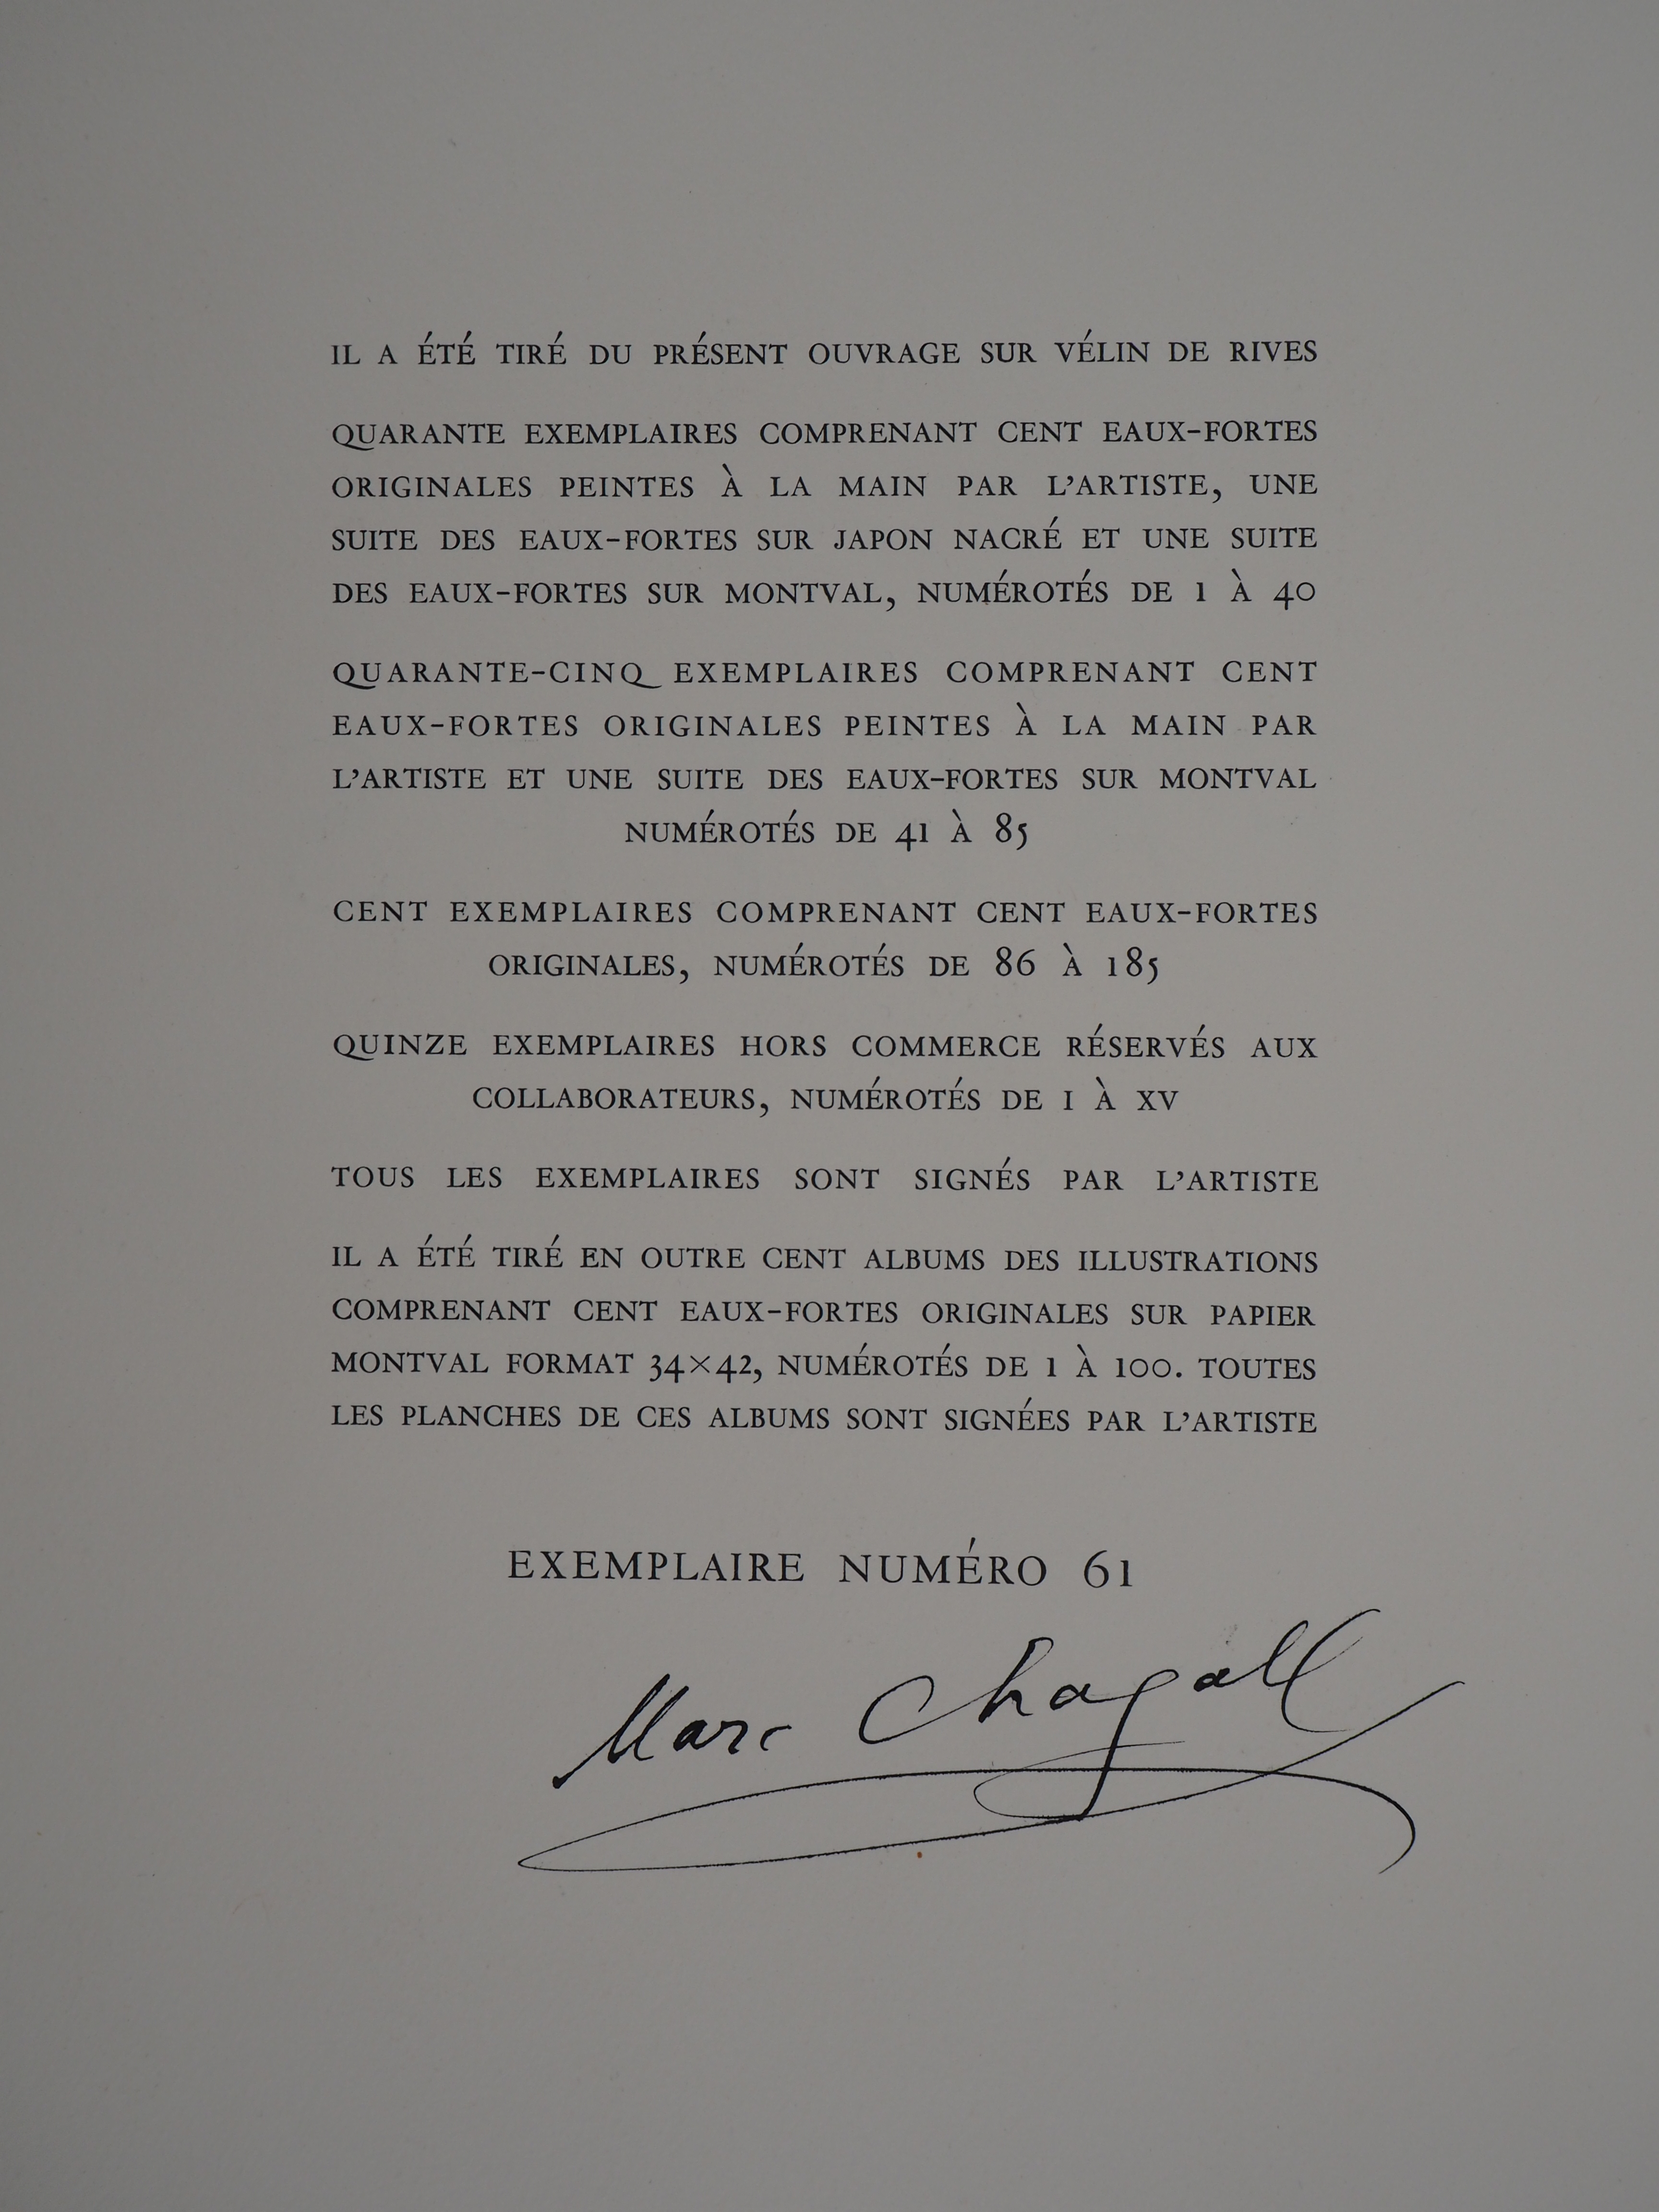 IL A ÉTÉ TIRÉ DU PRÉSENT OUVRAGE SUR VÉLIN DE RIVES
QUARANTE EXEMPLAIRES COMPRENANT CENT EAUX-FORTES
ORIGINALES PEINTES À LA MAIN PAR L’ARTISTE, UNE
SUITE DES EAUX-FORTES SUR JAPON NACRÉ ET UNE SUITE
DES EAUX-FORTES SUR MONTVAL, NUMÉROTÉS DE 1 À 40
QUARANTE-CINQ EXEMPLAIRES COMPRENANT CENT
EAUX-FORTES ORIGINALES PEINTES À LA MAIN PAR
L’ARTISTE ET UNE SUITE DES EAUX-FORTES SUR MONTVAL
NUMÉROTÉS DE 41 À 85
CENT EXEMPLAIRES COMPRENANT CENT EAUX-FORTES
ORIGINALES, NUMÉROTÉS DE 86 À 185
QUINZE EXEMPLAIRES HORS COMMERCE RÉSERVÉS AUX
COLLABORATEURS, NUMÉROTÉS DE I À XV
TOUS LES EXEMPLAIRES SONT SIGNÉS PAR L’ARTISTE
IL A ÉTÉ TIRÉ EN OUTRE CENT ALBUMS DES ILLUSTRATIONS
COMPRENANT CENT EAUX-FORTES ORIGINALES SUR PAPIER
MONTVAL FORMAT 34×42, NUMÉROTÉS DE 1 À 100. TOUTES
LES PLANCHES DE CES ALBUMS SONT SIGNÉES PAR L’ARTISTE
EXEMPLAIRE NUMÉRO 61
Marc Chagall